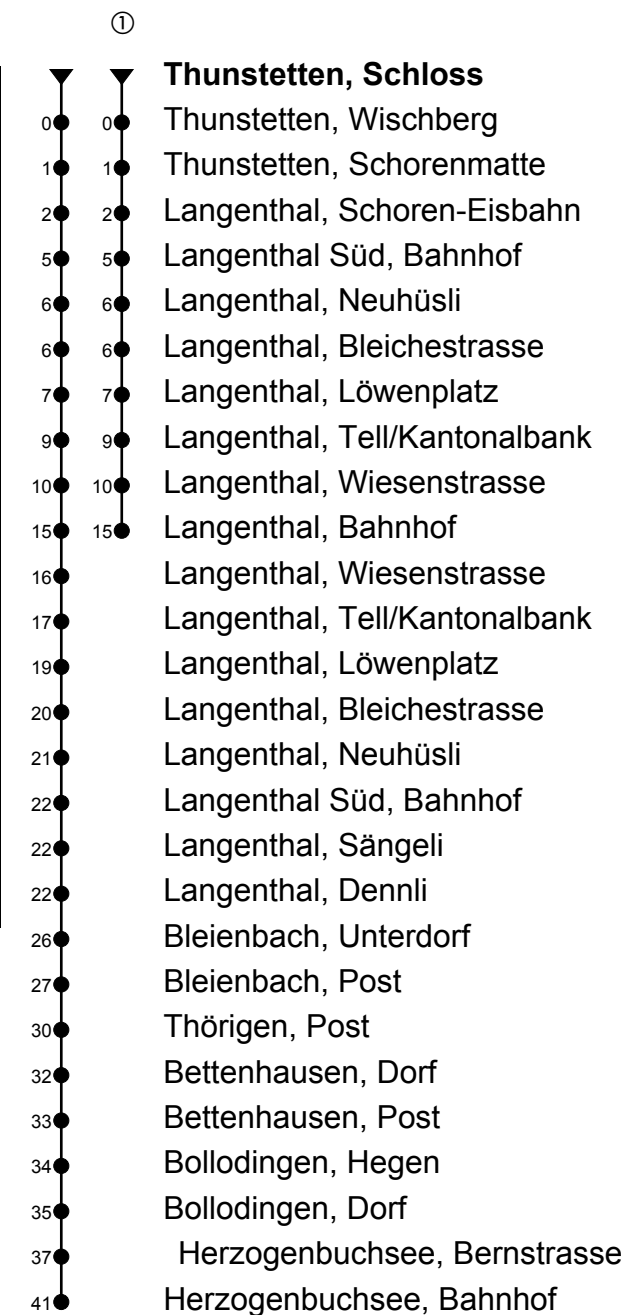 ①
Thunstetten, Schloss
0 0 Thunstetten, Wischberg
1 1 Thunstetten, Schorenmatte
2 2 Langenthal, Schoren-Eisbahn
5 5 Langenthal Süd, Bahnhof
6 6 Langenthal, Neuhüsli
6 6 Langenthal, Bleichestrasse
7 7 Langenthal, Löwenplatz
9 9 Langenthal, Tell/Kantonalbank
10 10 Langenthal, Wiesenstrasse
15 15 Langenthal, Bahnhof
16 Langenthal, Wiesenstrasse
17 Langenthal, Tell/Kantonalbank
19 Langenthal, Löwenplatz
20 Langenthal, Bleichestrasse
21 Langenthal, Neuhüsli
22 Langenthal Süd, Bahnhof
22 Langenthal, Sängeli
22 Langenthal, Dennli
26 Bleienbach, Unterdorf
27 Bleienbach, Post
30 Thörigen, Post
32 Bettenhausen, Dorf
33 Bettenhausen, Post
34 Bollodingen, Hegen
35 Bollodingen, Dorf
37 Herzogenbuchsee, Bernstrasse
41 Herzogenbuchsee, Bahnhof